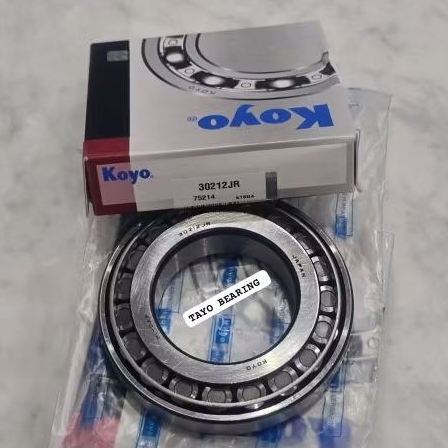 Koyo®
Koyo.
30212JR
75214
30212JR
JAPAN
TAYO BEARING
KOYO